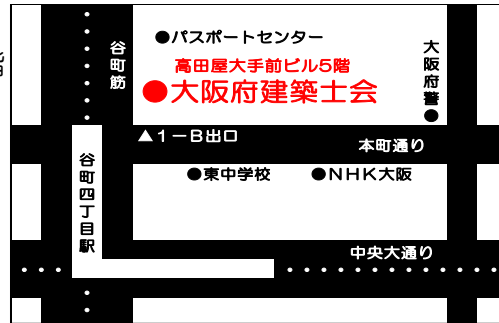 ●パスポートセンター
高田屋大手前ビル5階
●大阪府建築士会
谷町筋
大阪府警●
▲1−B出口
本町通り
谷町四丁目駅
●東中学校
●NHK大阪
中央大通り